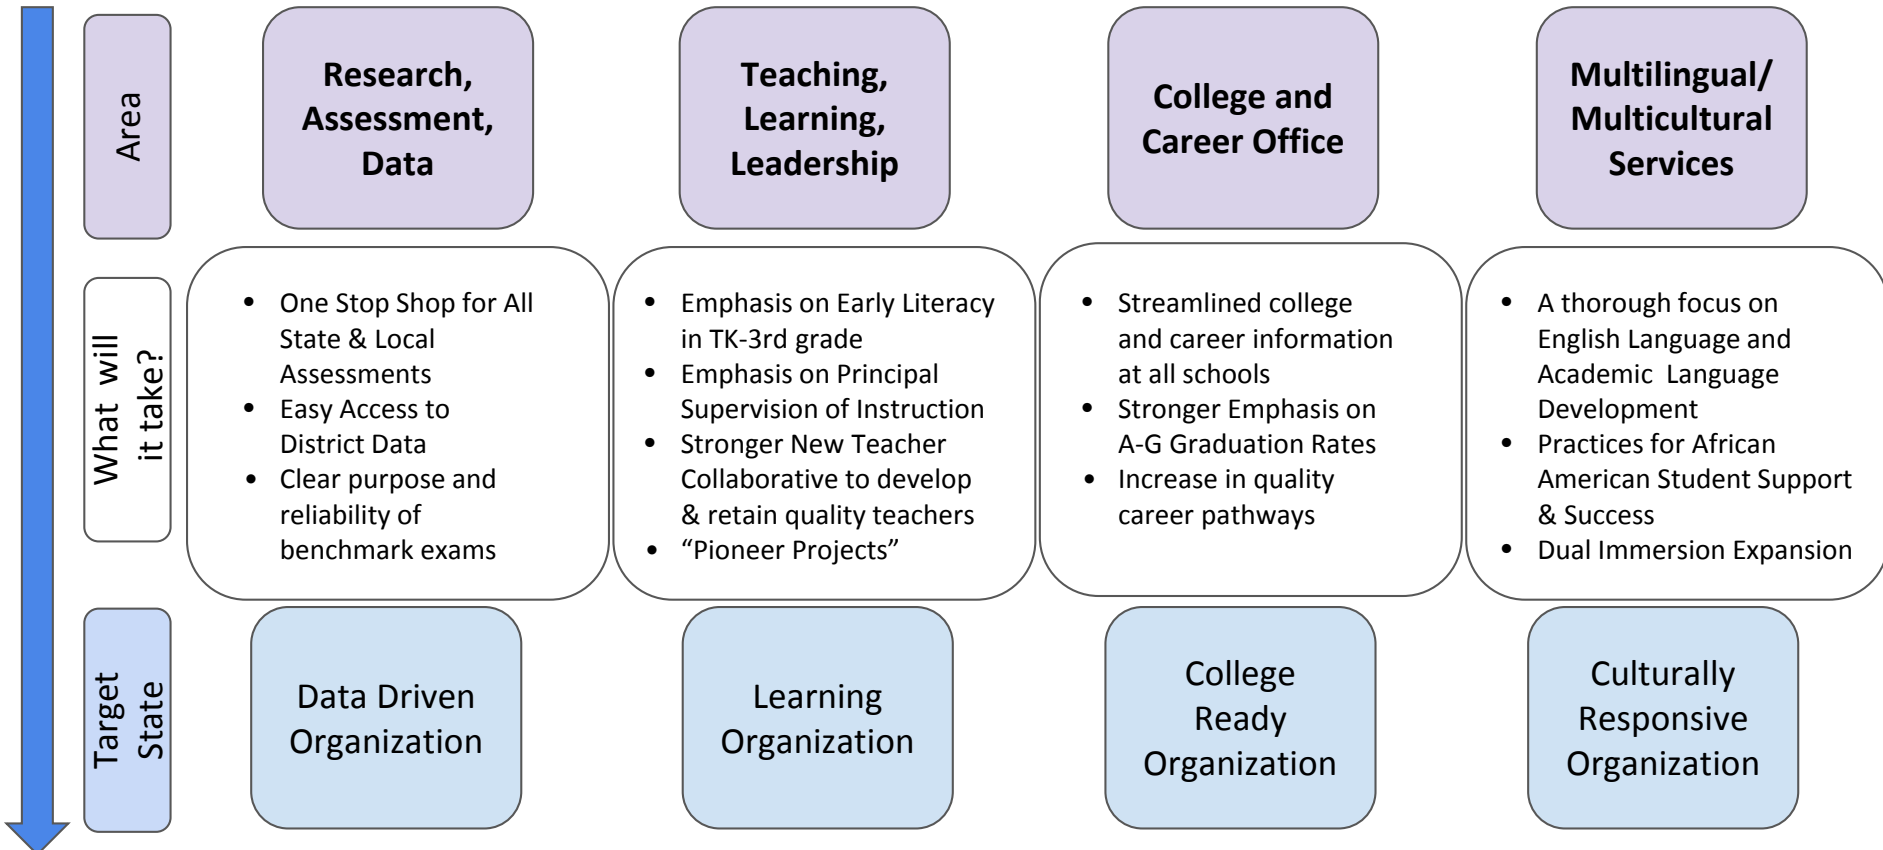 Area
Research,
Assessment,
Data
Teaching,
Learning,
Leadership
College and
Career Office
Multilingual/
Multicultural
Services
What will
it take?
• One Stop Shop for All
State & Local
Assessments
• Easy Access to
District Data
• Clear purpose and
reliability of
benchmark exams
• Emphasis on Early Literacy
in TK-3rd grade
• Emphasis on Principal
Supervision of Instruction
• Stronger New Teacher
Collaborative to develop
& retain quality teachers
• “Pioneer Projects”
• Streamlined college
and career information
at all schools
• Stronger Emphasis on
A-G Graduation Rates
• Increase in quality
career pathways
• A thorough focus on
English Language and
Academic Language
Development
• Practices for African
American Student Support
& Success
• Dual Immersion Expansion
Target
State
Data Driven
Organization
Learning
Organization
College
Ready
Organization
Culturally
Responsive
Organization